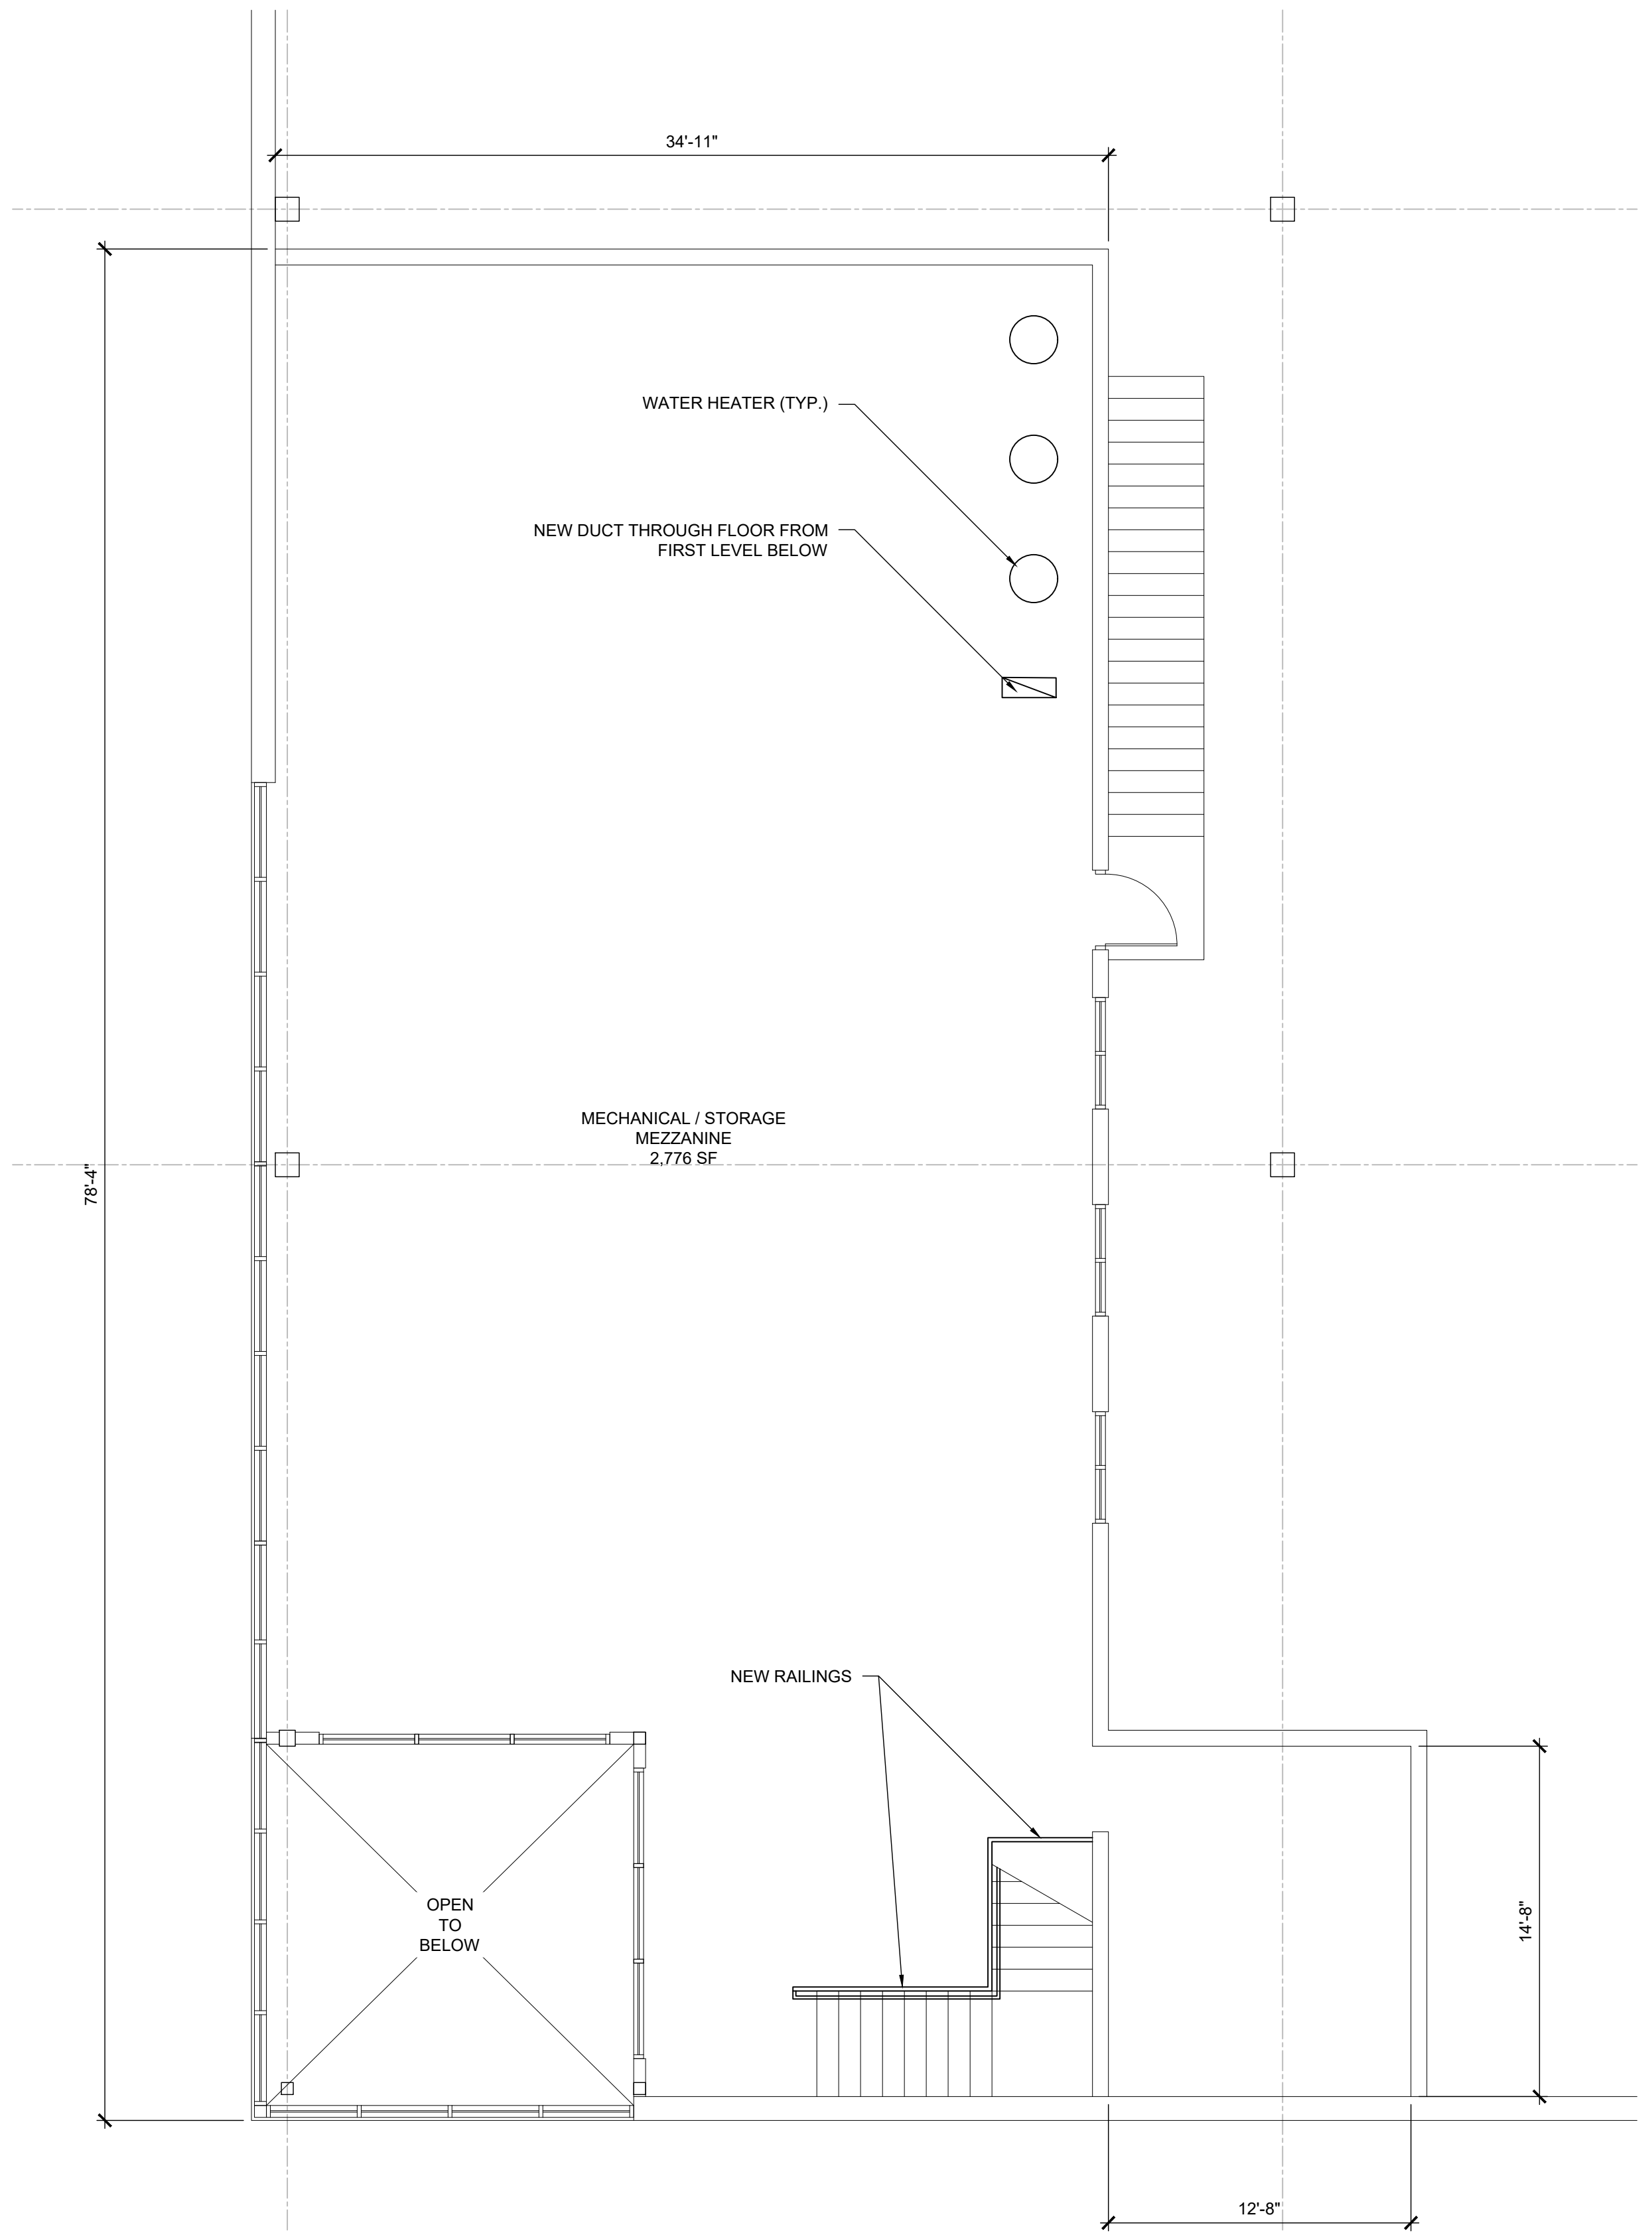 34'-11"
WATER HEATER (TYP.)
NEW DUCT THROUGH FLOOR FROM
FIRST LEVEL BELOW
MECHANICAL / STORAGE
MEZZANINE
2,776 SF
78'-4"
NEW RAILINGS
OPEN
TO
BELOW
14'-8"
12'-8"